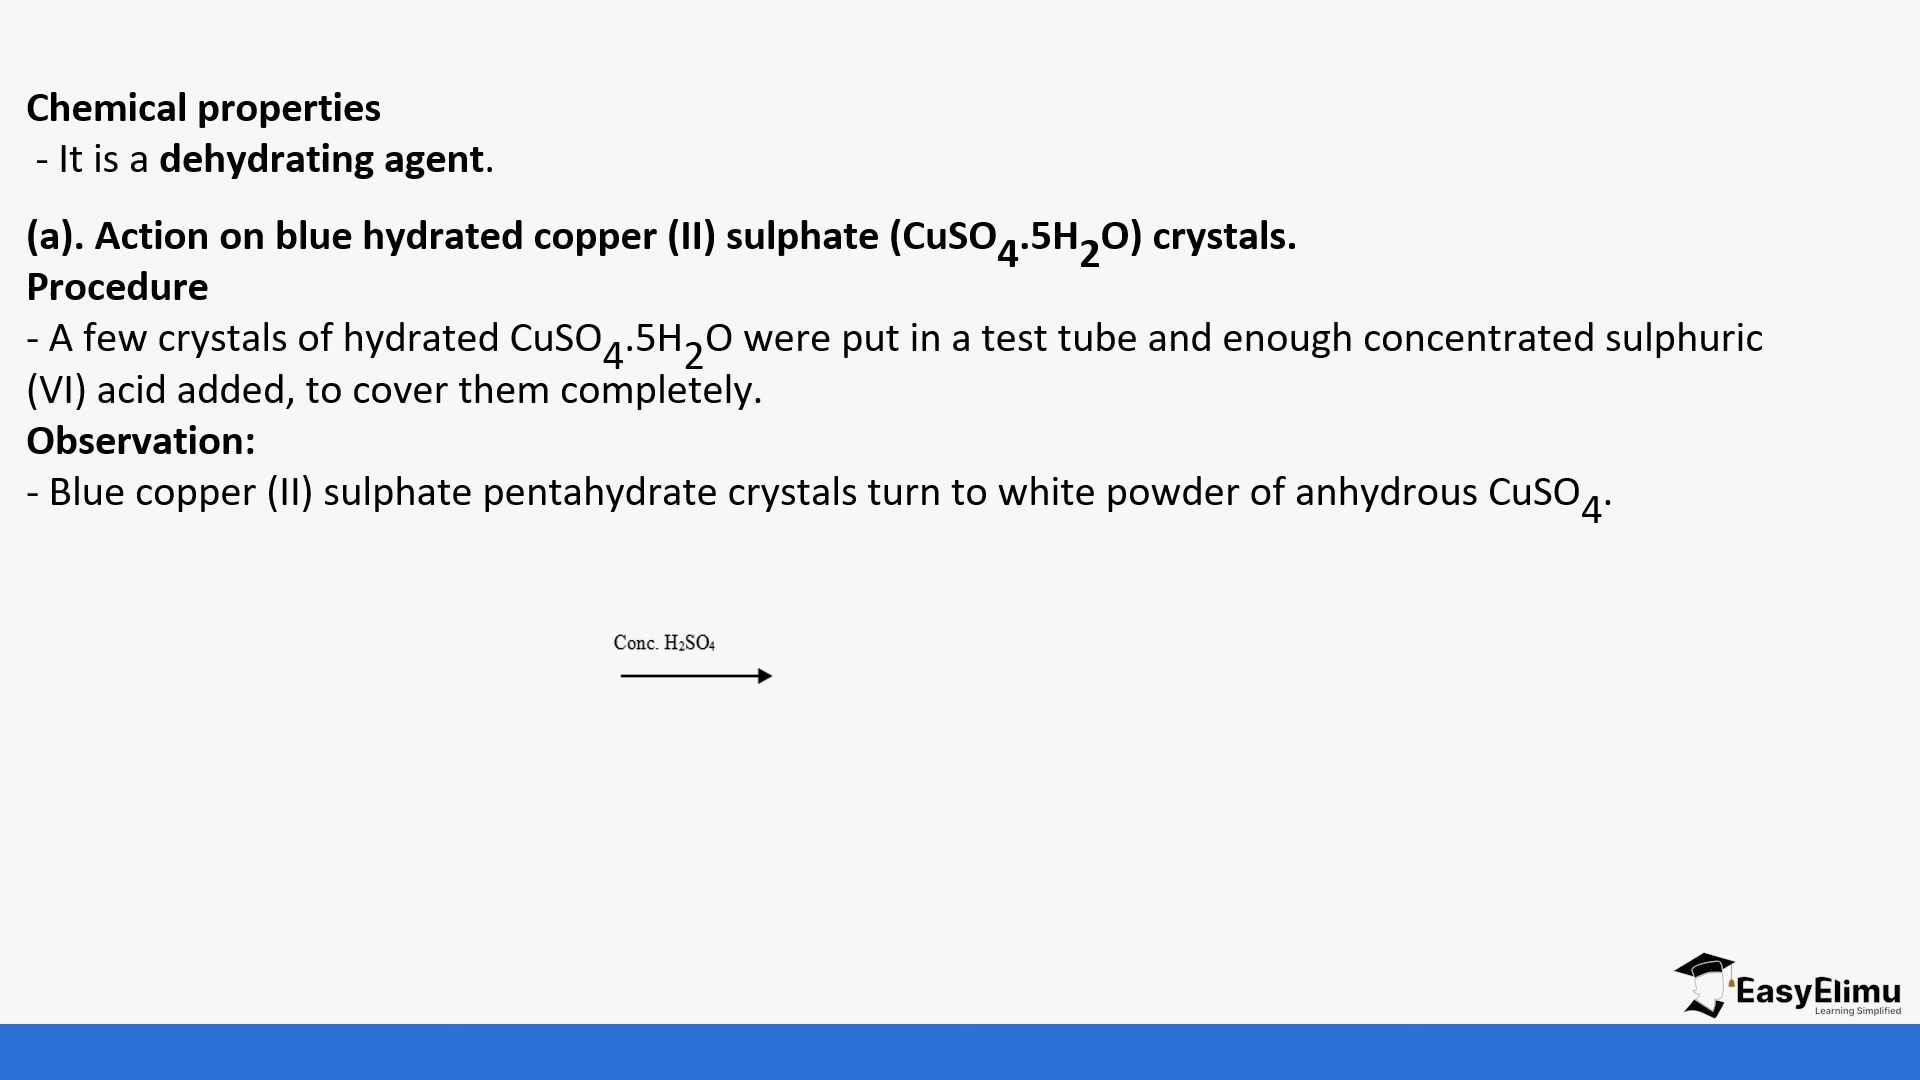 Chemical properties
- It is a dehydrating agent.
(a). Action on blue hydrated copper (II) sulphate (CuSO₄.5H₂O) crystals.
Procedure
- A few crystals of hydrated CuSO₄.5H₂O were put in a test tube and enough concentrated sulphuric
(VI) acid added, to cover them completely.
Observation:
- Blue copper (II) sulphate pentahydrate crystals turn to white powder of anhydrous CuSO₄.
Conc. H₂SO₄
EasyElimu
Learning Simplified